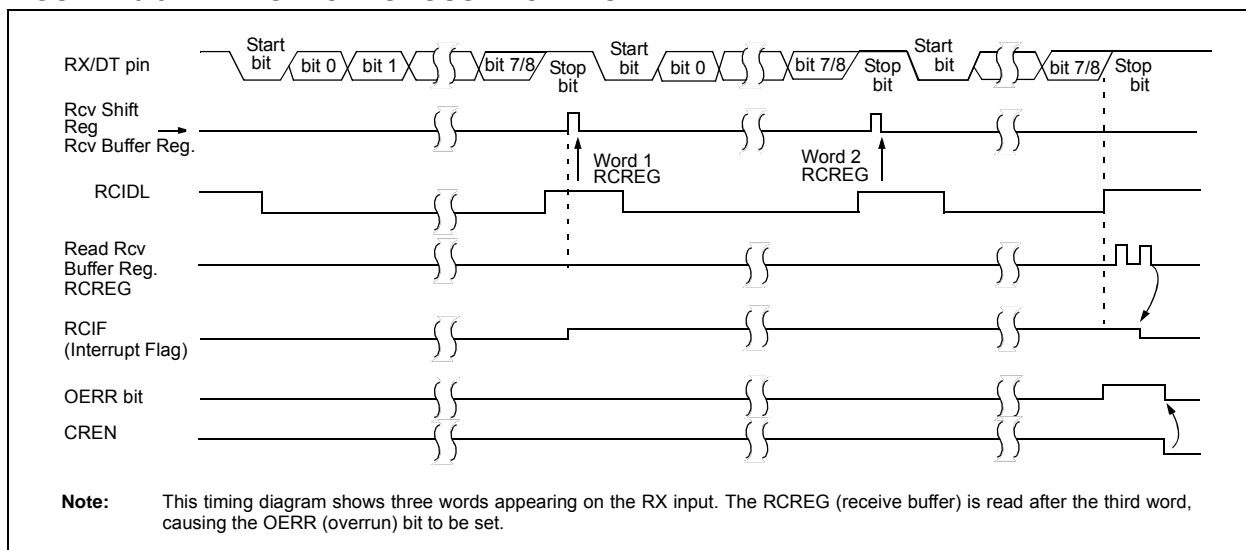 RX/DT pin
Start
bit
bit 0
bit 1
bit 7/8
Stop
bit
Start
bit
bit 0
bit 7/8
Stop
bit
Start
bit
bit 7/8
Stop
bit
Rcv Shift
Reg
Rcv Buffer Reg.
Word 1
RCREG
Word 2
RCREG
RCIDL
Read Rcv
Buffer Reg.
RCREG
RCIF
(Interrupt Flag)
OERR bit
CREN
Note: This timing diagram shows three words appearing on the RX input. The RCREG (receive buffer) is read after the third word,
causing the OERR (overrun) bit to be set.